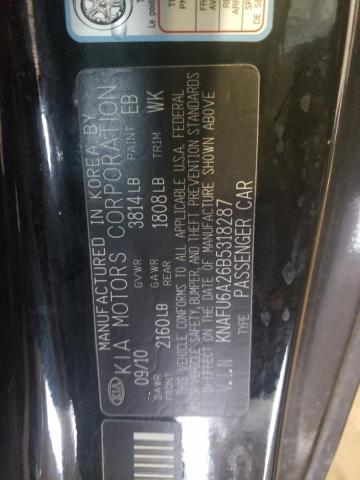 MANUFACTURED IN KOREA BY
KIA KIA MOTORS CORPORATION
09/10 GVWR 3814LB PAINT EB
GAWR FRONT 2160LB GAWR REAR 1808LB TRIM WK
VEHICLE CONFORMS TO ALL APPLICABLE U.S.A. FEDERAL
VEHICLE SAFETY, BUMPER, AND THEFT PREVENTION STANDARDS
IN EFFECT ON THE DATE OF MANUFACTURE SHOWN ABOVE
KNAFU6A26B5318287
TYPE PASSENGER CAR